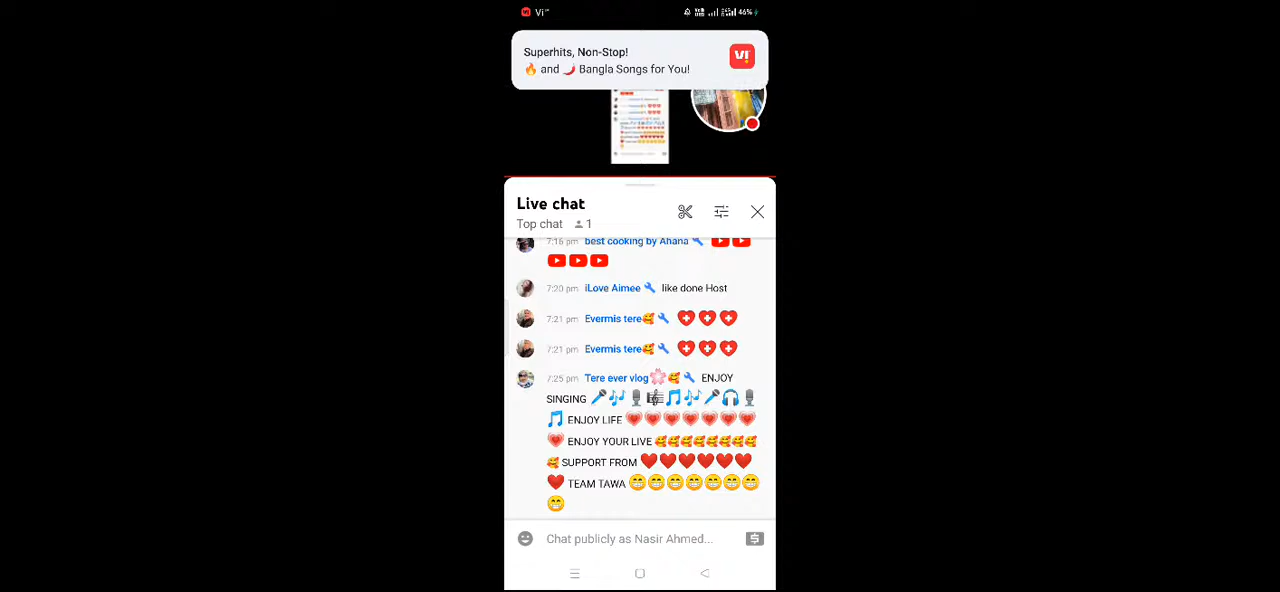 Vi™ 46%
Superhits, Non-Stop!
🔥 and 🌶️ Bangla Songs for You!
Vi
Live chat
Top chat 1
7:16 pm best cooking by Ahana 🔧
7:20 pm iLove Aimee 🔧 like done Host
7:21 pm Evermis tere🥰 🔧
7:21 pm Evermis tere🥰 🔧
7:25 pm Tere ever vlog🌸🥰 🔧 ENJOY
SINGING 🎤🎶🎙️🎼🎵🎶🎤🎧🎙️
🎵 ENJOY LIFE 💗💗💗💗💗💗💗
💗 ENJOY YOUR LIVE 🥰🥰🥰🥰🥰🥰🥰🥰
🥰 SUPPORT FROM ❤️❤️❤️❤️❤️❤️
❤️ TEAM TAWA 😁😁😁😁😁😁😁
😁
Chat publicly as Nasir Ahmed...